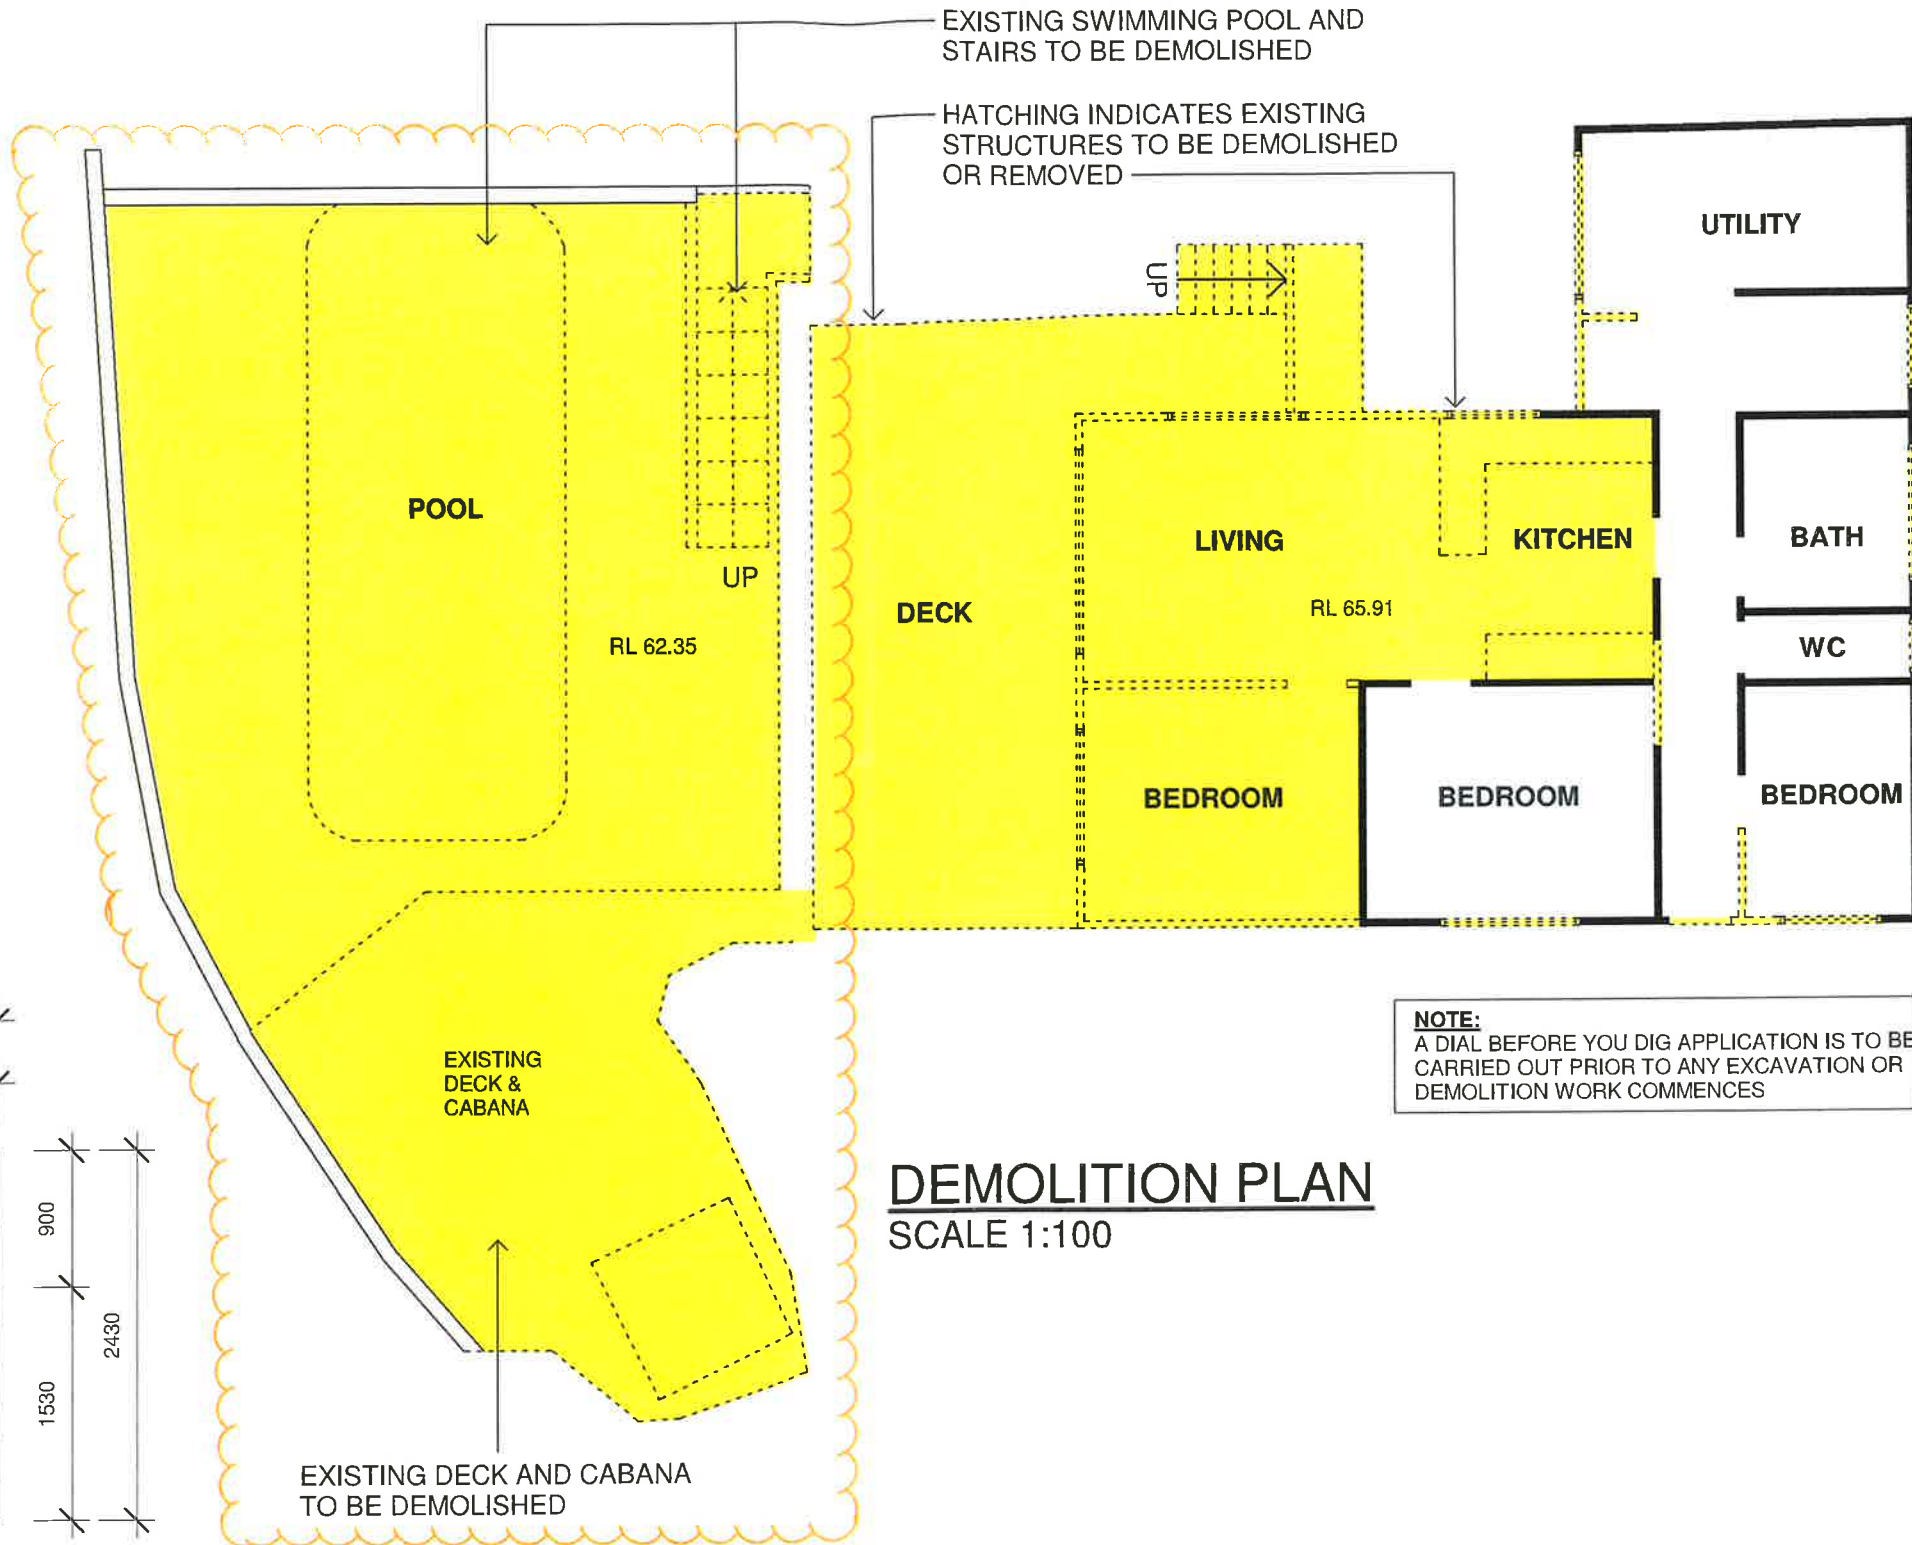 EXISTING SWIMMING POOL AND
STAIRS TO BE DEMOLISHED
HATCHING INDICATES EXISTING
STRUCTURES TO BE DEMOLISHED
OR REMOVED
UTILITY
UP
POOL
LIVING
KITCHEN
BATH
UP
DECK
RL 65.91
RL 62.35
WC
BEDROOM
BEDROOM
BEDROOM
NOTE:
A DIAL BEFORE YOU DIG APPLICATION IS TO BE
CARRIED OUT PRIOR TO ANY EXCAVATION OR
DEMOLITION WORK COMMENCES
EXISTING
DECK &
CABANA
DEMOLITION PLAN
SCALE 1:100
900
2430
1530
EXISTING DECK AND CABANA
TO BE DEMOLISHED